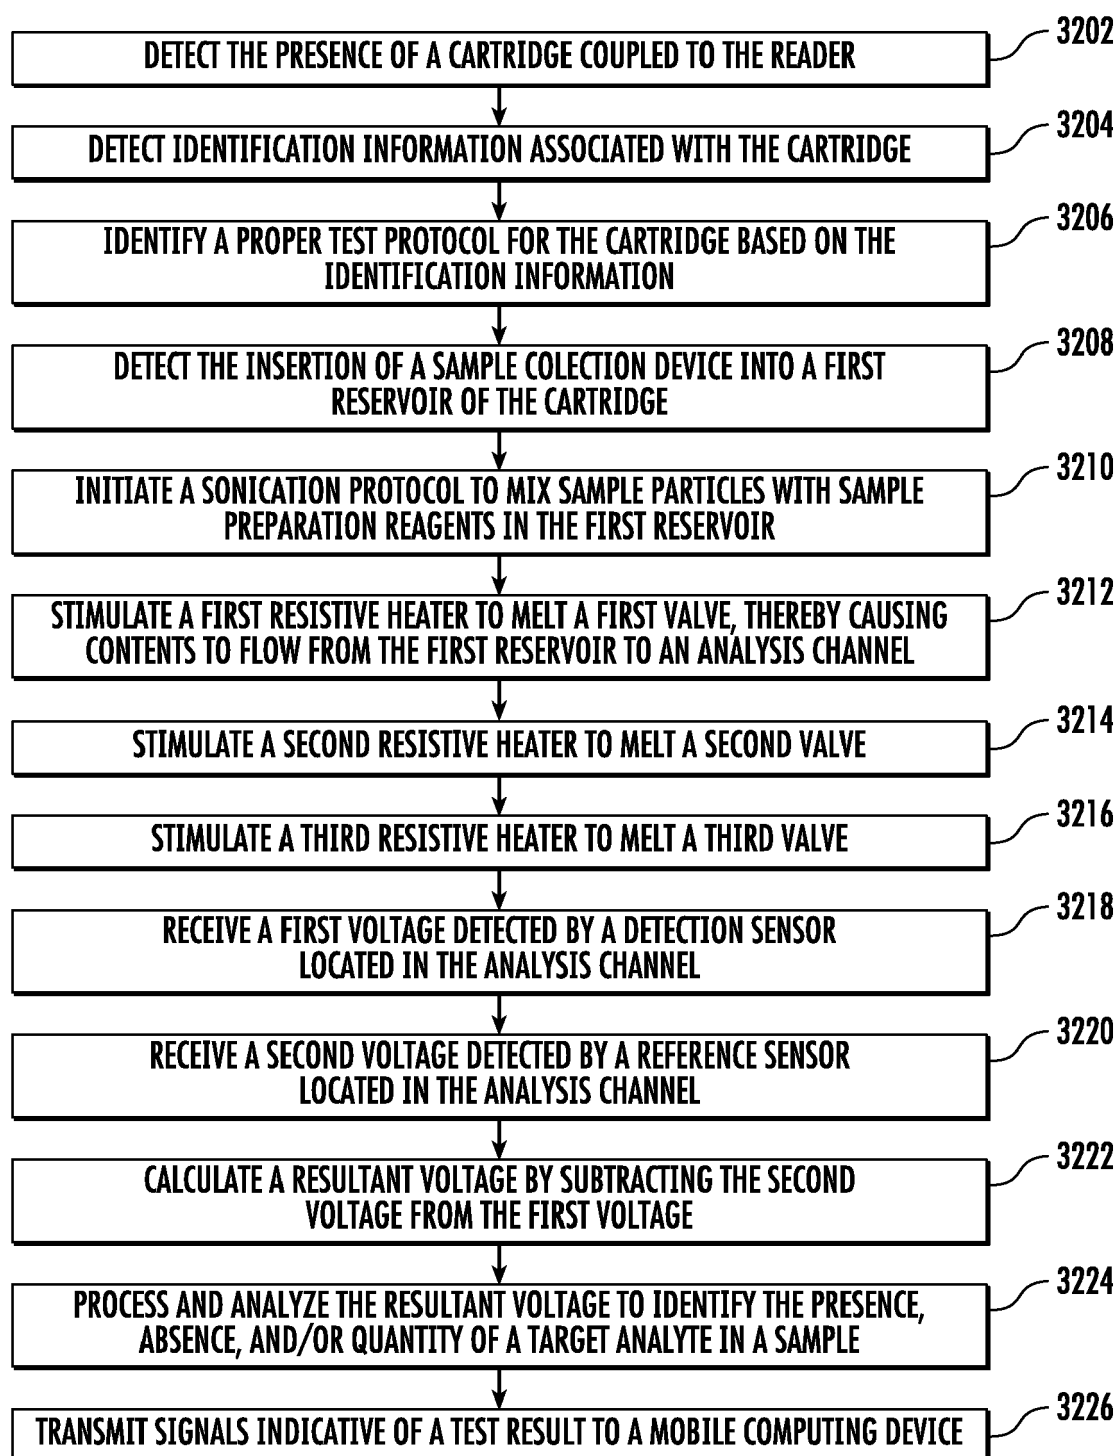 3202
DETECT THE PRESENCE OF A CARTRIDGE COUPLED TO THE READER
3204
DETECT IDENTIFICATION INFORMATION ASSOCIATED WITH THE CARTRIDGE
3206
IDENTIFY A PROPER TEST PROTOCOL FOR THE CARTRIDGE BASED ON THE
IDENTIFICATION INFORMATION
3208
DETECT THE INSERTION OF A SAMPLE COLECTION DEVICE INTO A FIRST
RESERVOIR OF THE CARTRIDGE
3210
INITIATE A SONICATION PROTOCOL TO MIX SAMPLE PARTICLES WITH SAMPLE
PREPARATION REAGENTS IN THE FIRST RESERVOIR
3212
STIMULATE A FIRST RESISTIVE HEATER TO MELT A FIRST VALVE, THEREBY CAUSING
CONTENTS TO FLOW FROM THE FIRST RESERVOIR TO AN ANALYSIS CHANNEL
3214
STIMULATE A SECOND RESISTIVE HEATER TO MELT A SECOND VALVE
3216
STIMULATE A THIRD RESISTIVE HEATER TO MELT A THIRD VALVE
3218
RECEIVE A FIRST VOLTAGE DETECTED BY A DETECTION SENSOR
LOCATED IN THE ANALYSIS CHANNEL
3220
RECEIVE A SECOND VOLTAGE DETECTED BY A REFERENCE SENSOR
LOCATED IN THE ANALYSIS CHANNEL
3222
CALCULATE A RESULTANT VOLTAGE BY SUBTRACTING THE SECOND
VOLTAGE FROM THE FIRST VOLTAGE
3224
PROCESS AND ANALYZE THE RESULTANT VOLTAGE TO IDENTIFY THE PRESENCE,
ABSENCE, AND/OR QUANTITY OF A TARGET ANALYTE IN A SAMPLE
3226
TRANSMIT SIGNALS INDICATIVE OF A TEST RESULT TO A MOBILE COMPUTING DEVICE